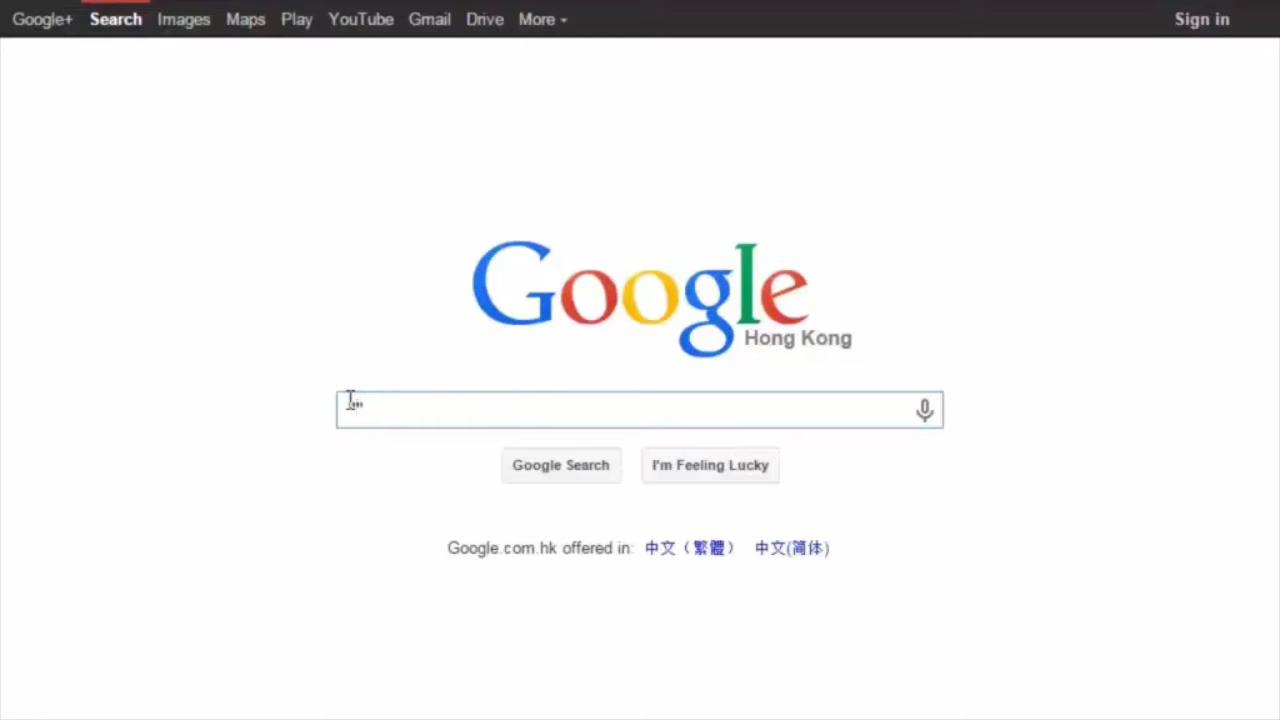 Google+ Search Images Maps Play YouTube Gmail Drive More Sign in
Google
Hong Kong
Google Search I'm Feeling Lucky
Google.com.hk offered in: 中文（繁體） 中文(简体)